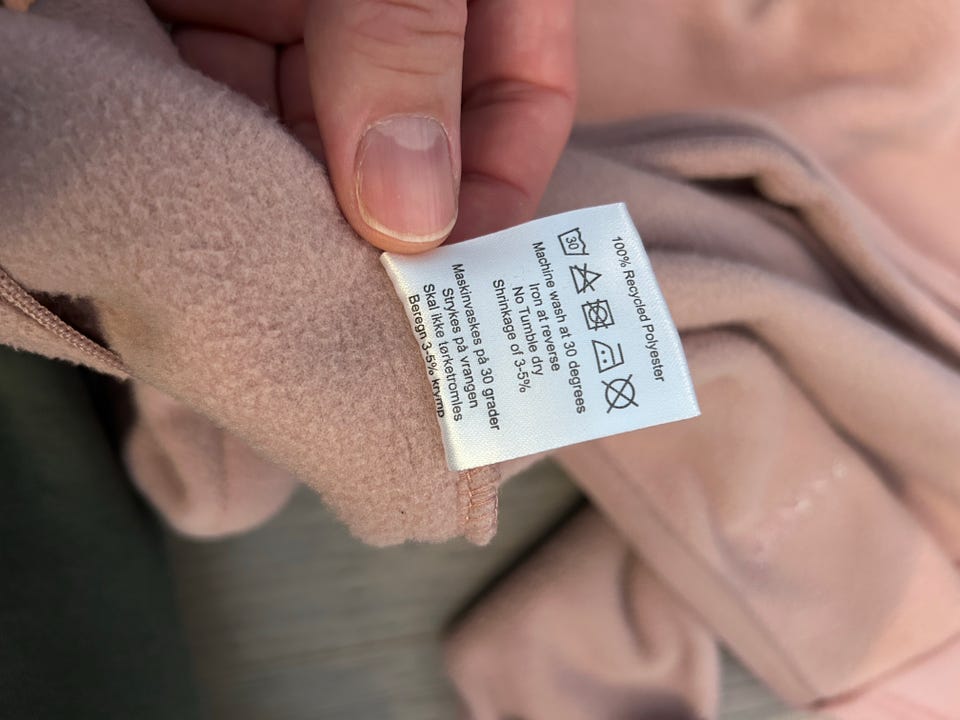 100% Recycled Polyester
30
Machine wash at 30 degrees
Iron at reverse
No Tumble dry,
Shrinkage of 3-5%
Maskinvaskes på 30 grader
Strykes på vrangen
Skal ikke tørketromles
Beregn 3-5% krymp